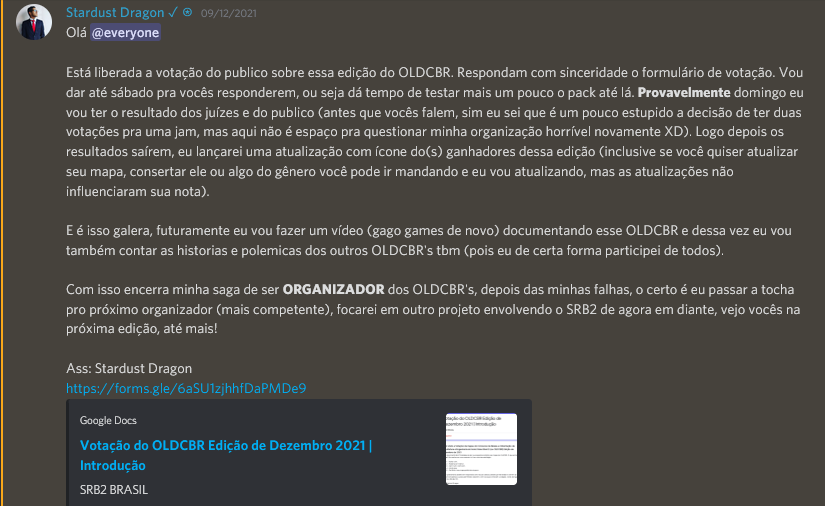 Stardust Dragon ✓ 09/12/2021
Olá @everyone
Está liberada a votação do publico sobre essa edição do OLDCBR. Respondam com sinceridade o formulário de votação. Vou
dar até sábado pra vocês responderem, ou seja dá tempo de testar mais um pouco o pack até lá. Provavelmente domingo eu
vou ter o resultado dos juízes e do publico (antes que vocês falem, sim eu sei que é um pouco estupido a decisão de ter duas
votações pra uma jam, mas aqui não é espaço pra questionar minha organização horrível novamente XD). Logo depois os
resultados saírem, eu lançarei uma atualização com ícone do(s) ganhadores dessa edição (inclusive se você quiser atualizar
seu mapa, consertar ele ou algo do gênero você pode ir mandando e eu vou atualizando, mas as atualizações não
influenciaram sua nota).
E é isso galera, futuramente eu vou fazer um vídeo (gago games de novo) documentando esse OLDCBR e dessa vez eu vou
também contar as historias e polemicas dos outros OLDCBR's tbm (pois eu de certa forma participei de todos).
Com isso encerra minha saga de ser ORGANIZADOR dos OLDCBR's, depois das minhas falhas, o certo é eu passar a tocha
pro próximo organizador (mais competente), focarei em outro projeto envolvendo o SRB2 de agora em diante, vejo vocês na
próxima edição, até mais!
Ass: Stardust Dragon
https://forms.gle/6aSU1zjhhfDaPMDe9
Google Docs
Votação do OLDCBR Edição de Dezembro 2021 |
Introdução
SRB2 BRASIL